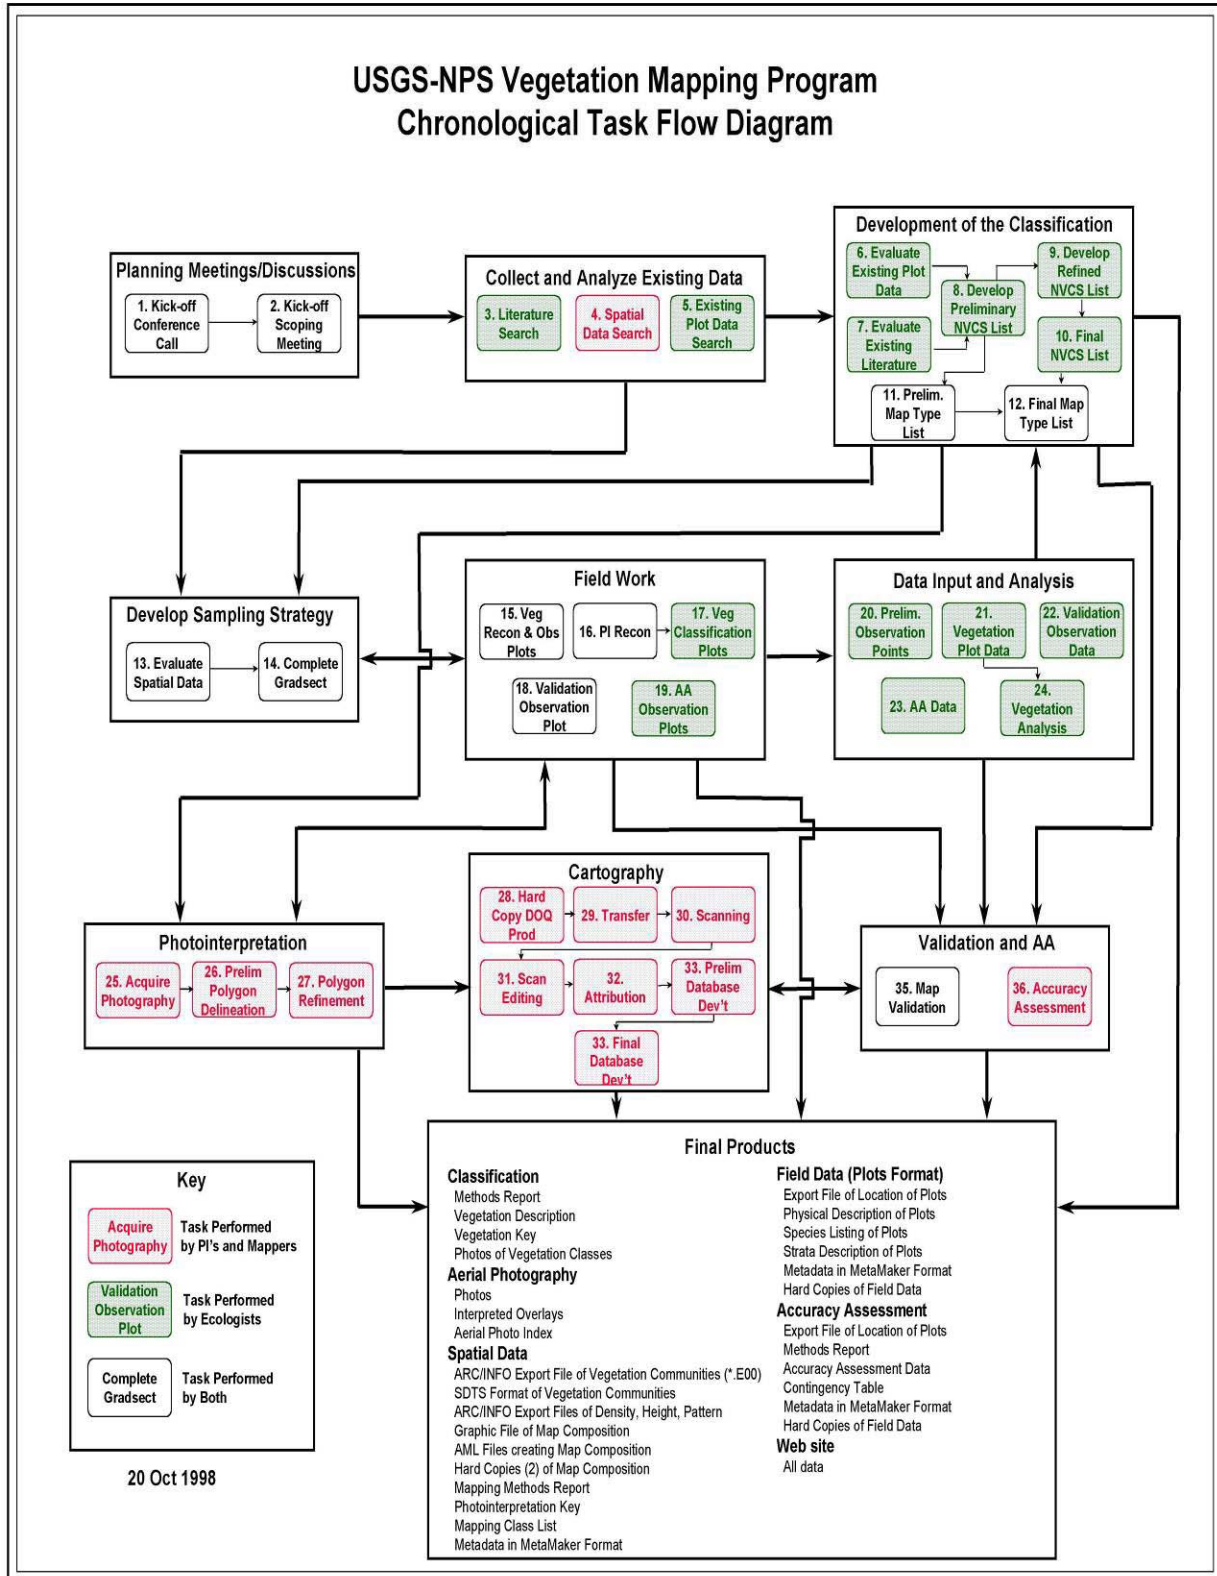 USGS-NPS Vegetation Mapping Program
Chronological Task Flow Diagram
Planning Meetings/Discussions
1. Kick-off
Conference
Call
2. Kick-off
Scoping
Meeting
Collect and Analyze Existing Data
3. Literature
Search
4. Spatial
Data Search
5. Existing
Plot Data
Search
Development of the Classification
6. Evaluate
Existing Plot
Data
7. Evaluate
Existing
Literature
8. Develop
Preliminary
NVCS List
9. Develop
Refined
NVCS List
10. Final
NVCS List
11. Prelim.
Map Type
List
12. Final Map
Type List
Develop Sampling Strategy
13. Evaluate
Spatial Data
14. Complete
Gradsect
Field Work
15. Veg
Recon & Obs
Plots
16. PI Recon
17. Veg
Classification
Plots
18. Validation
Observation
Plot
19. AA
Observation
Plots
Data Input and Analysis
20. Prelim.
Observation
Points
21.
Vegetation
Plot Data
22. Validation
Observation
Data
23. AA Data
24.
Vegetation
Analysis
Photointerpretation
25. Acquire
Photography
26. Prelim
Polygon
Delineation
27. Polygon
Refinement
Cartography
28. Hard
Copy DOQ
Prod
29. Transfer
30. Scanning
31. Scan
Editing
32.
Attribution
33. Prelim
Database
Dev't
33. Final
Database
Dev't
Validation and AA
35. Map
Validation
36. Accuracy
Assessment
Final Products
Classification
Methods Report
Vegetation Description
Vegetation Key
Photos of Vegetation Classes
Aerial Photography
Photos
Interpreted Overlays
Aerial Photo Index
Spatial Data
ARC/INFO Export File of Vegetation Communities (*.E00)
SDTS Format of Vegetation Communities
ARC/INFO Export Files of Density, Height, Pattern
Graphic File of Map Composition
AML Files creating Map Composition
Hard Copies (2) of Map Composition
Mapping Methods Report
Photointerpretation Key
Mapping Class List
Metadata in MetaMaker Format
Field Data (Plots Format)
Export File of Location of Plots
Physical Description of Plots
Species Listing of Plots
Strata Description of Plots
Metadata in MetaMaker Format
Hard Copies of Field Data
Accuracy Assessment
Export File of Location of Plots
Methods Report
Accuracy Assessment Data
Contingency Table
Metadata in MetaMaker Format
Hard Copies of Field Data
Web site
All data
Key
Acquire
Photography
Task Performed
by PI's and Mappers
Validation
Observation
Plot
Task Performed
by Ecologists
Complete
Gradsect
Task Performed
by Both
20 Oct 1998